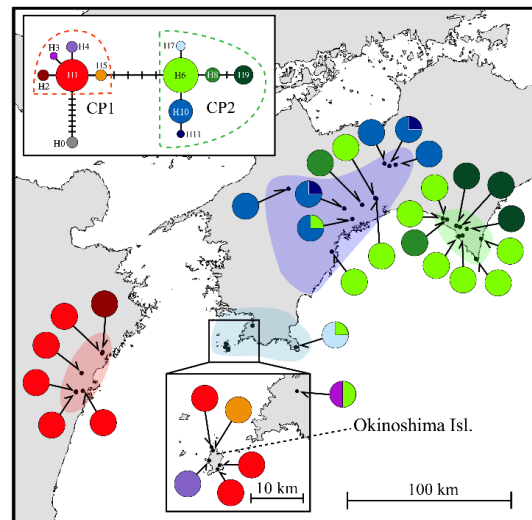 H3 H4 H7
H2 H1 H5 H6 H8 H9
CP1 CP2
H10
H11
H0
Okinoshima Isl.
10 km
100 km